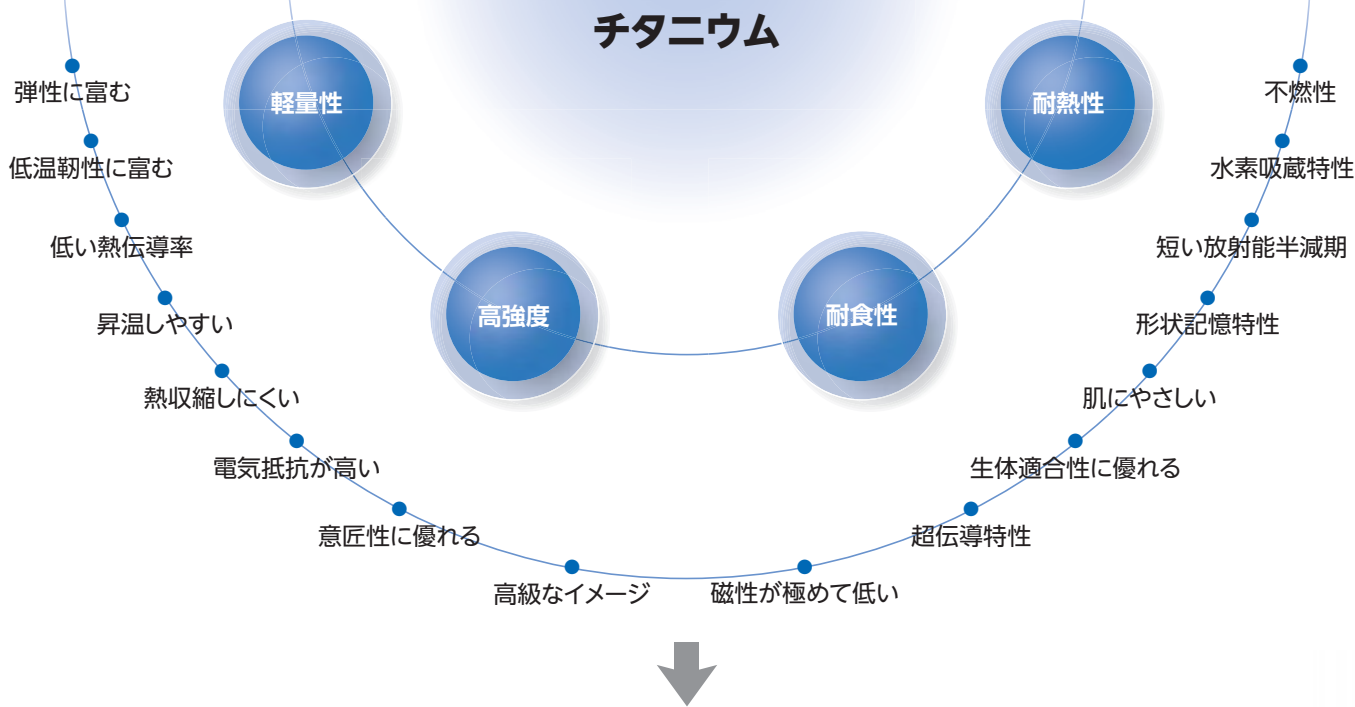 チタニウム
軽量性
耐熱性
高強度
耐食性
弾性に富む
低温靭性に富む
低い熱伝導率
昇温しやすい
熱収縮しにくい
電気抵抗が高い
意匠性に優れる
高級なイメージ
磁性が極めて低い
超伝導特性
生体適合性に優れる
肌にやさしい
形状記憶特性
短い放射能半減期
水素吸蔵特性
不燃性